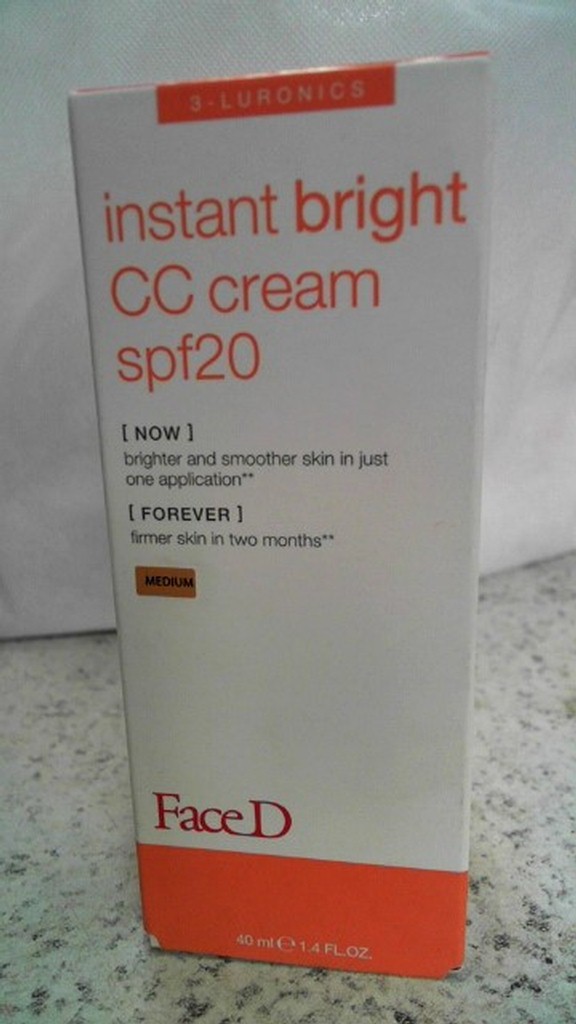 3-LURONICS
instant bright
CC cream
spf20
[ NOW ]
brighter and smoother skin in just
one application**
[ FOREVER ]
firmer skin in two months**
MEDIUM
FaceD
40 ml ℮ 1.4 FL.OZ.